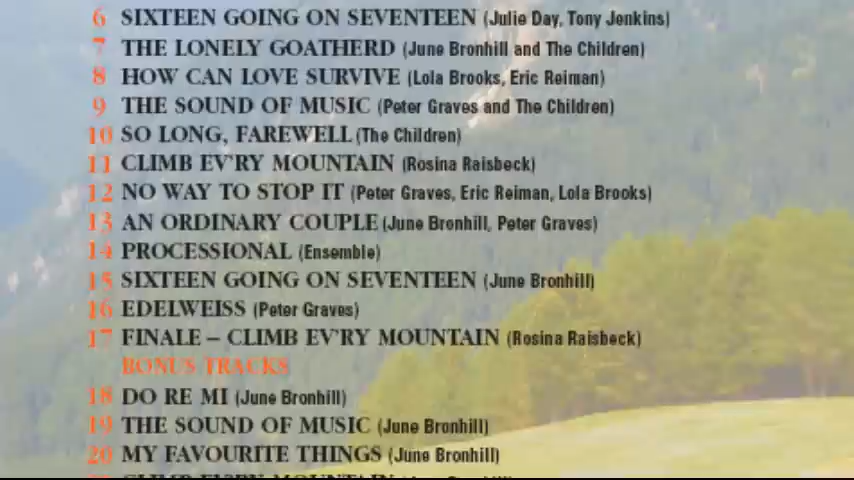 6 SIXTEEN GOING ON SEVENTEEN (Julie Day, Tony Jenkins)
7 THE LONELY GOATHERD (June Bronhill and The Children)
8 HOW CAN LOVE SURVIVE (Lola Brooks, Eric Reiman)
9 THE SOUND OF MUSIC (Peter Graves and The Children)
10 SO LONG, FAREWELL (The Children)
11 CLIMB EV'RY MOUNTAIN (Rosina Raisbeck)
12 NO WAY TO STOP IT (Peter Graves, Eric Reiman, Lola Brooks)
13 AN ORDINARY COUPLE (June Bronhill, Peter Graves)
14 PROCESSIONAL (Ensemble)
15 SIXTEEN GOING ON SEVENTEEN (June Bronhill)
16 EDELWEISS (Peter Graves)
17 FINALE – CLIMB EV'RY MOUNTAIN (Rosina Raisbeck)
BONUS TRACKS
18 DO RE MI (June Bronhill)
19 THE SOUND OF MUSIC (June Bronhill)
20 MY FAVOURITE THINGS (June Bronhill)
CLIMB EV'RY MOUNTAIN